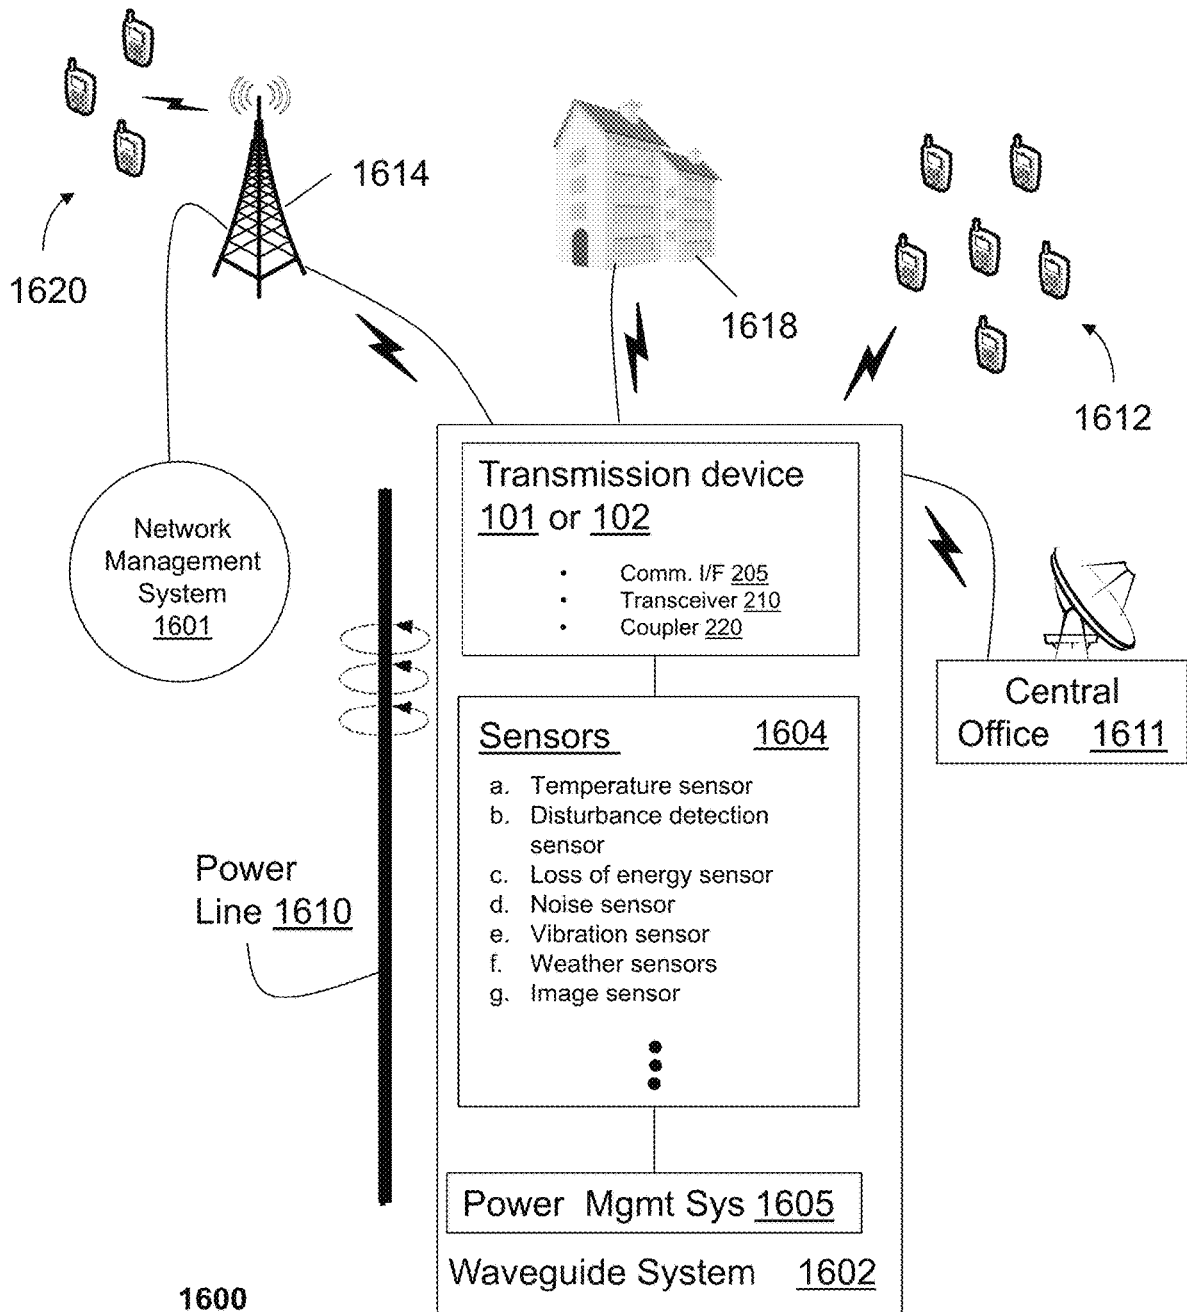 1614
1620
1618
1612
Transmission device
101 or 102
• Comm. I/F 205
• Transceiver 210
• Coupler 220
Network
Management
System
1601
Central
Office 1611
Sensors 1604
a. Temperature sensor
b. Disturbance detection
sensor
c. Loss of energy sensor
d. Noise sensor
e. Vibration sensor
f. Weather sensors
g. Image sensor
Power
Line 1610
Power Mgmt Sys 1605
Waveguide System 1602
1600